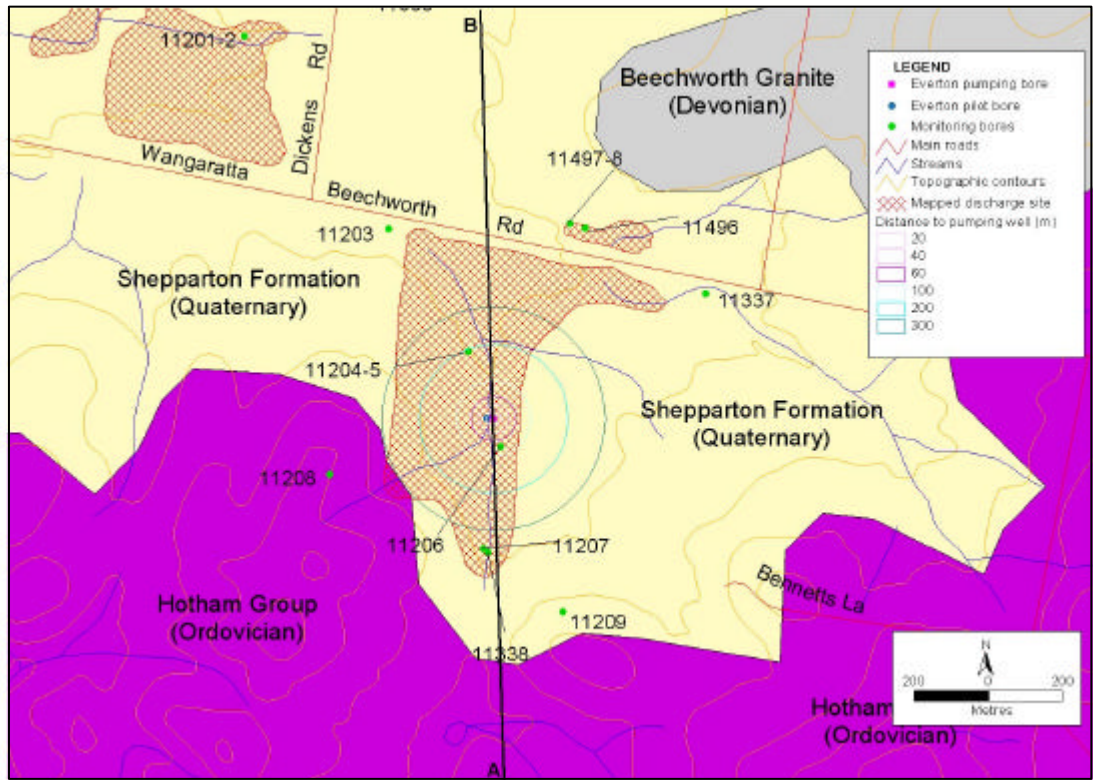 B
11201-2
Rd
Dickens
Beechworth Granite
(Devonian)
LEGEND
Everton pumping bore
Everton pilot bore
Monitoring bores
Main roads
Streams
Topographic contours
Mapped discharge site
Distance to pumping well (m)
20
40
60
100
200
300
Wangaratta
Beechworth
Rd
11497-8
11496
11203
Shepparton Formation
(Quaternary)
11337
11204-5
Shepparton Formation
(Quaternary)
11208
11206
11207
Hotham Group
(Ordovician)
Bennetts La
11209
11338
N
200 0 200
Metres
Hotham
(Ordovician)
A